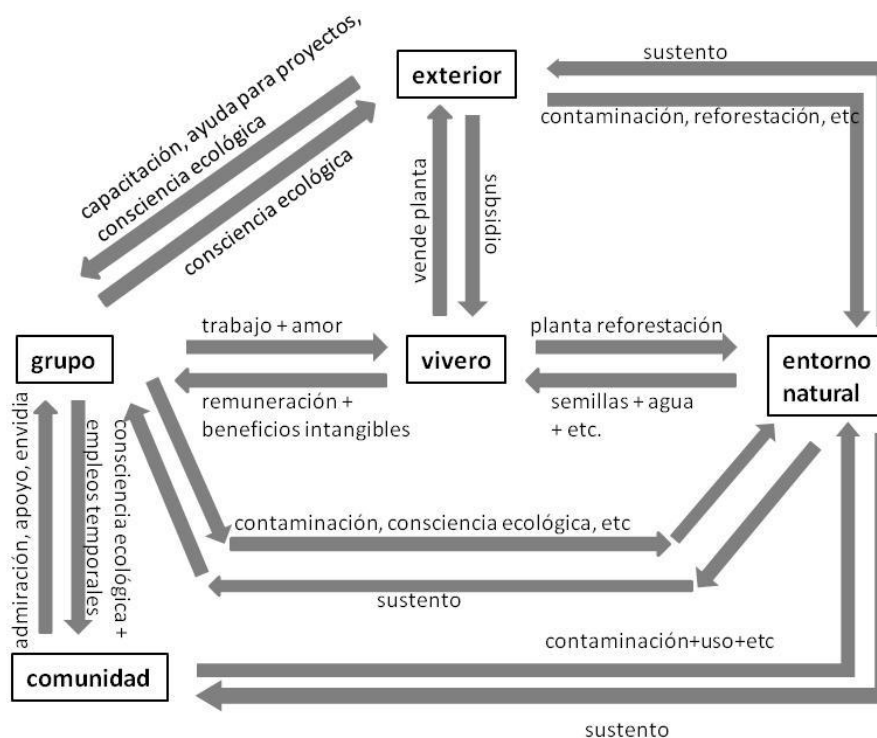 capacitación, ayuda para proyectos,
consciencia ecológica
consciencia ecológica
exterior
sustento
contaminación, reforestación, etc
vende planta
subsidio
grupo
trabajo + amor
remuneración +
beneficios intangibles
vivero
planta reforestación
semillas + agua
+ etc.
entorno
natural
admiración, apoyo, envidia
consciencia ecológica +
empleos temporales
contaminación, consciencia ecológica, etc
sustento
comunidad
contaminación+uso+etc
sustento